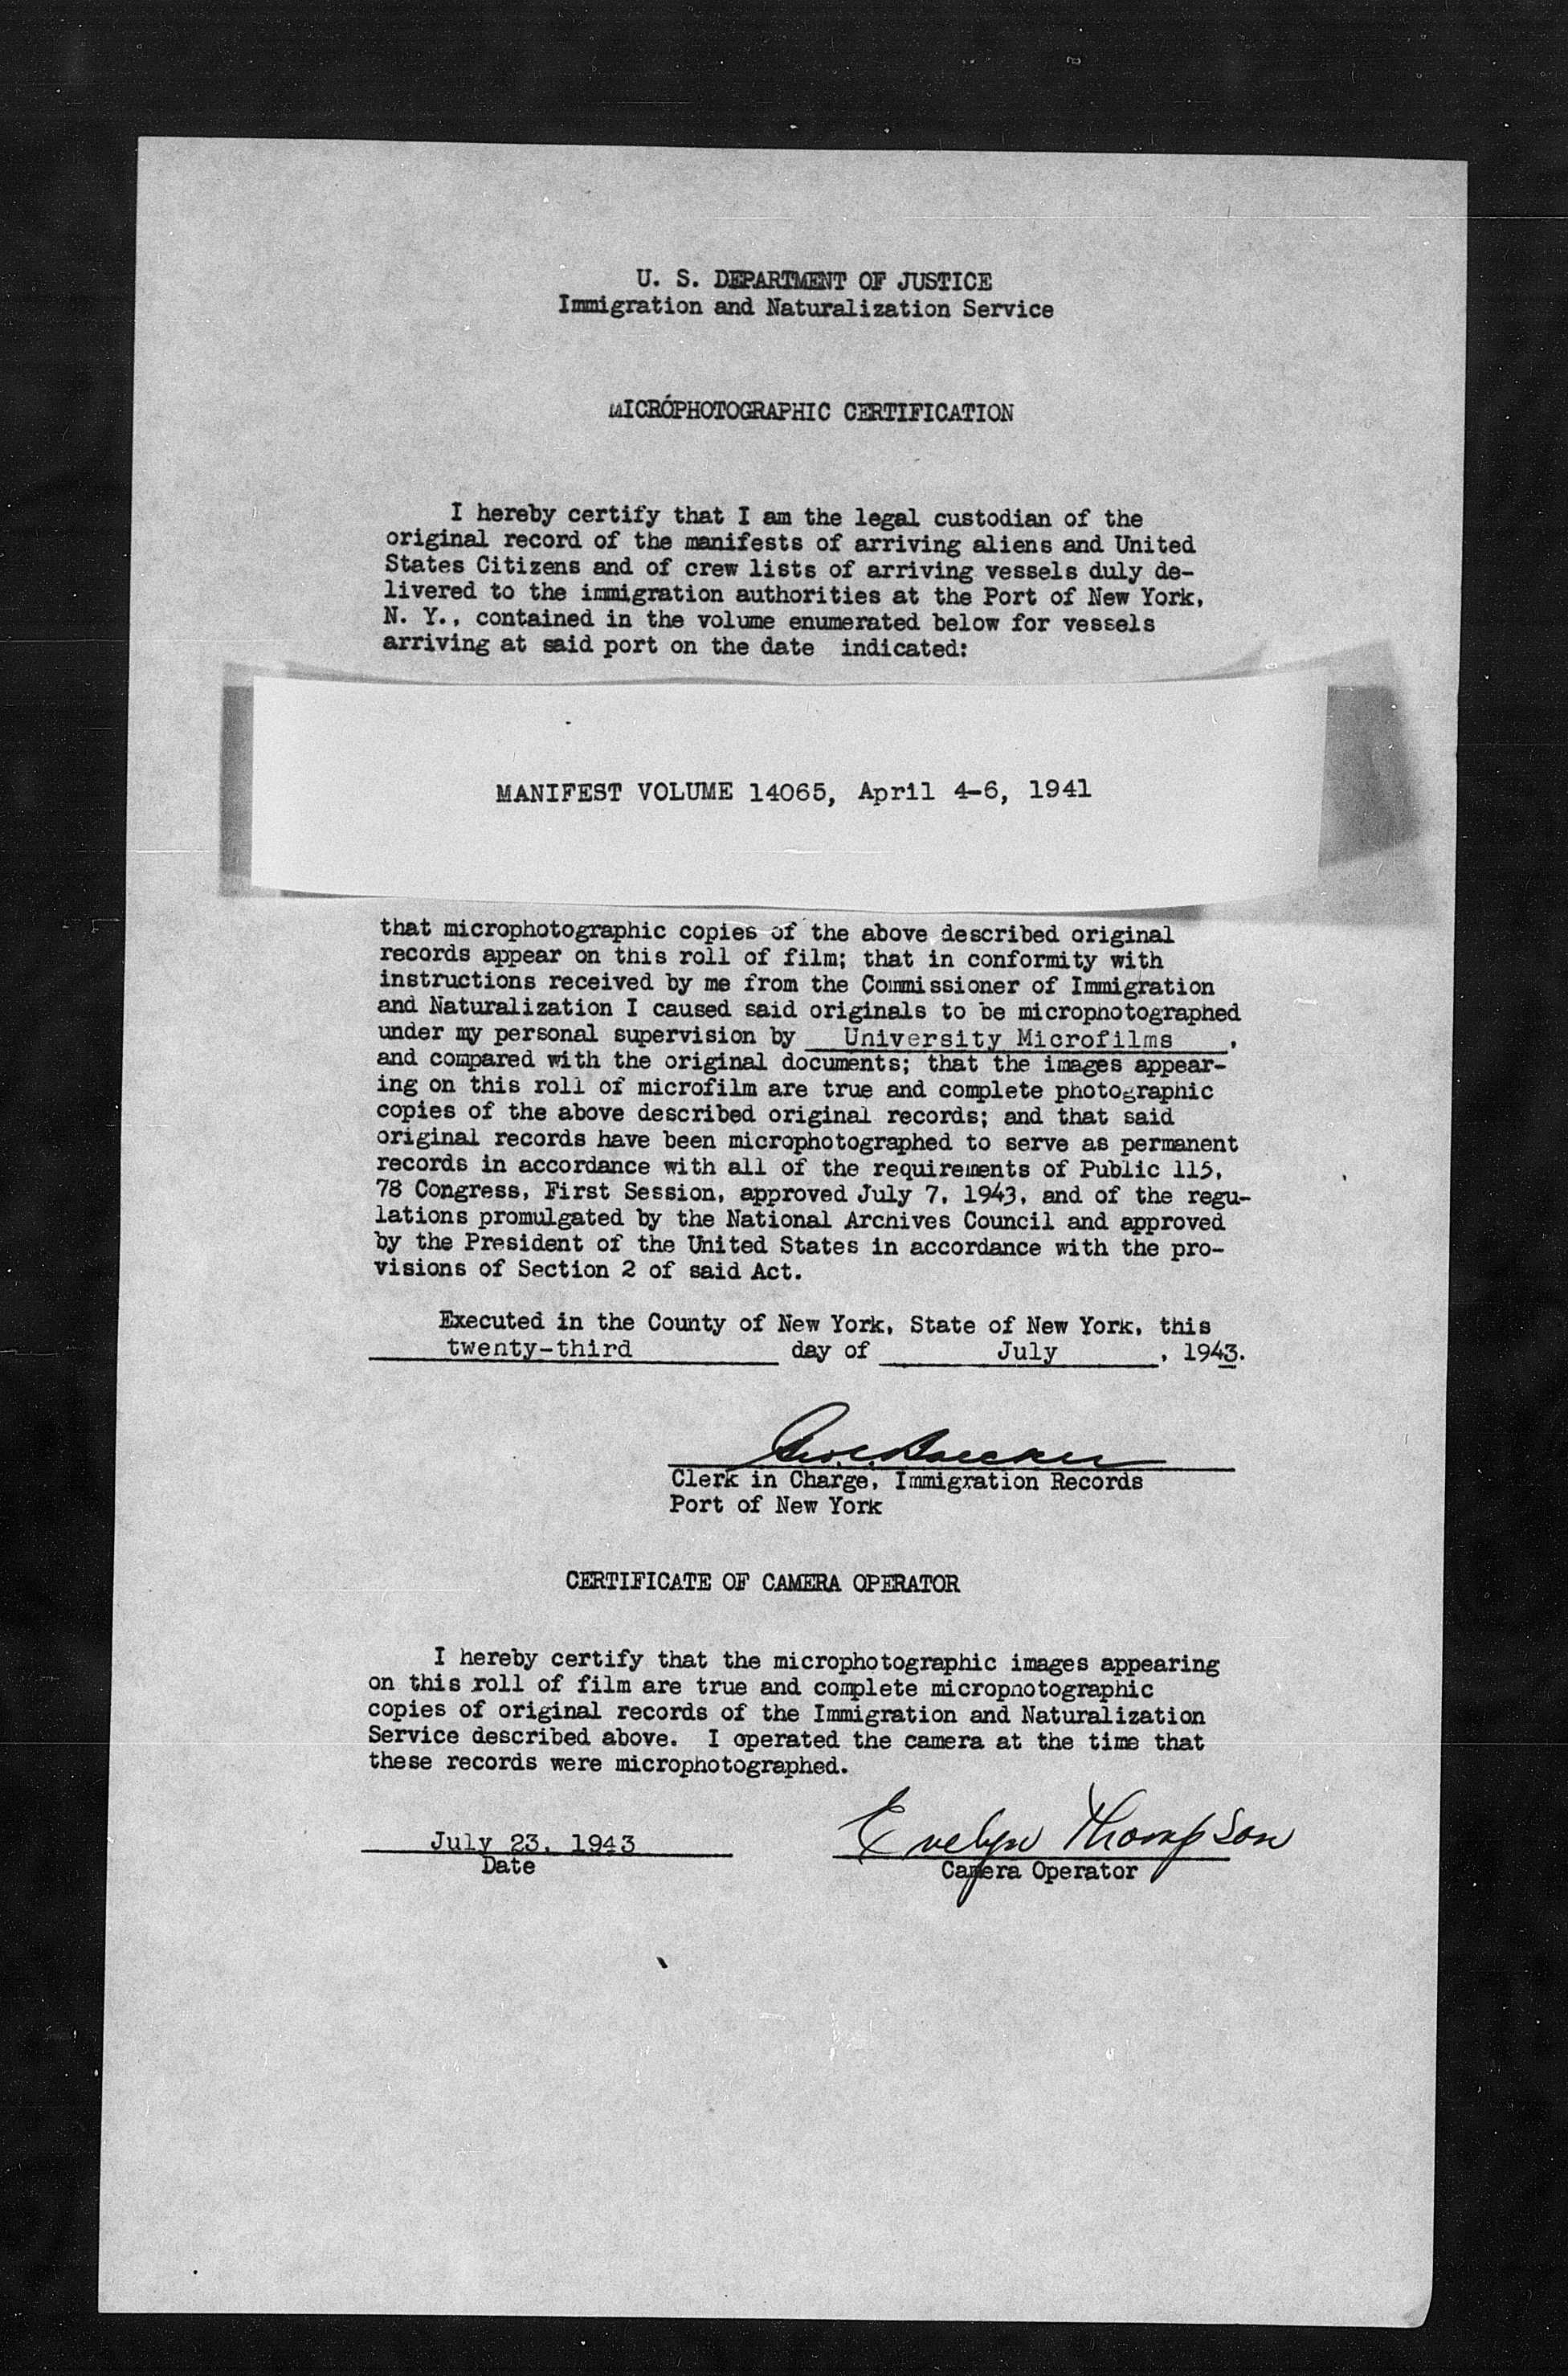 U. S. DEPARTMENT OF JUSTICE
Immigration and Naturalization Service
MICROPHOTOGRAPHIC CERTIFICATION
I hereby certify that I am the legal custodian of the
original record of the manifests of arriving aliens and United
States Citizens and of crew lists of arriving vessels duly de-
livered to the immigration authorities at the Port of New York,
N. Y., contained in the volume enumerated below for vessels
arriving at said port on the date indicated:
MANIFEST VOLUME 14065, April 4-6, 1941
that microphotographic copies of the above described original
records appear on this roll of film; that in conformity with
instructions received by me from the Commissioner of Immigration
and Naturalization I caused said originals to be microphotographed
under my personal supervision by University Microfilms,
and compared with the original documents; that the images appear-
ing on this roll of microfilm are true and complete photographic
copies of the above described original records; and that said
original records have been microphotographed to serve as permanent
records in accordance with all of the requirements of Public 115,
78 Congress, First Session, approved July 7, 1943, and of the regu-
lations promulgated by the National Archives Council and approved
by the President of the United States in accordance with the pro-
visions of Section 2 of said Act.
Executed in the County of New York, State of New York, this
twenty-third day of July, 1943.
Clerk in Charge, Immigration Records
Port of New York
CERTIFICATE OF CAMERA OPERATOR
I hereby certify that the microphotographic images appearing
on this roll of film are true and complete microphotographic
copies of original records of the Immigration and Naturalization
Service described above. I operated the camera at the time that
these records were microphotographed.
July 23, 1943 Evelyn Thompson
Date Camera Operator